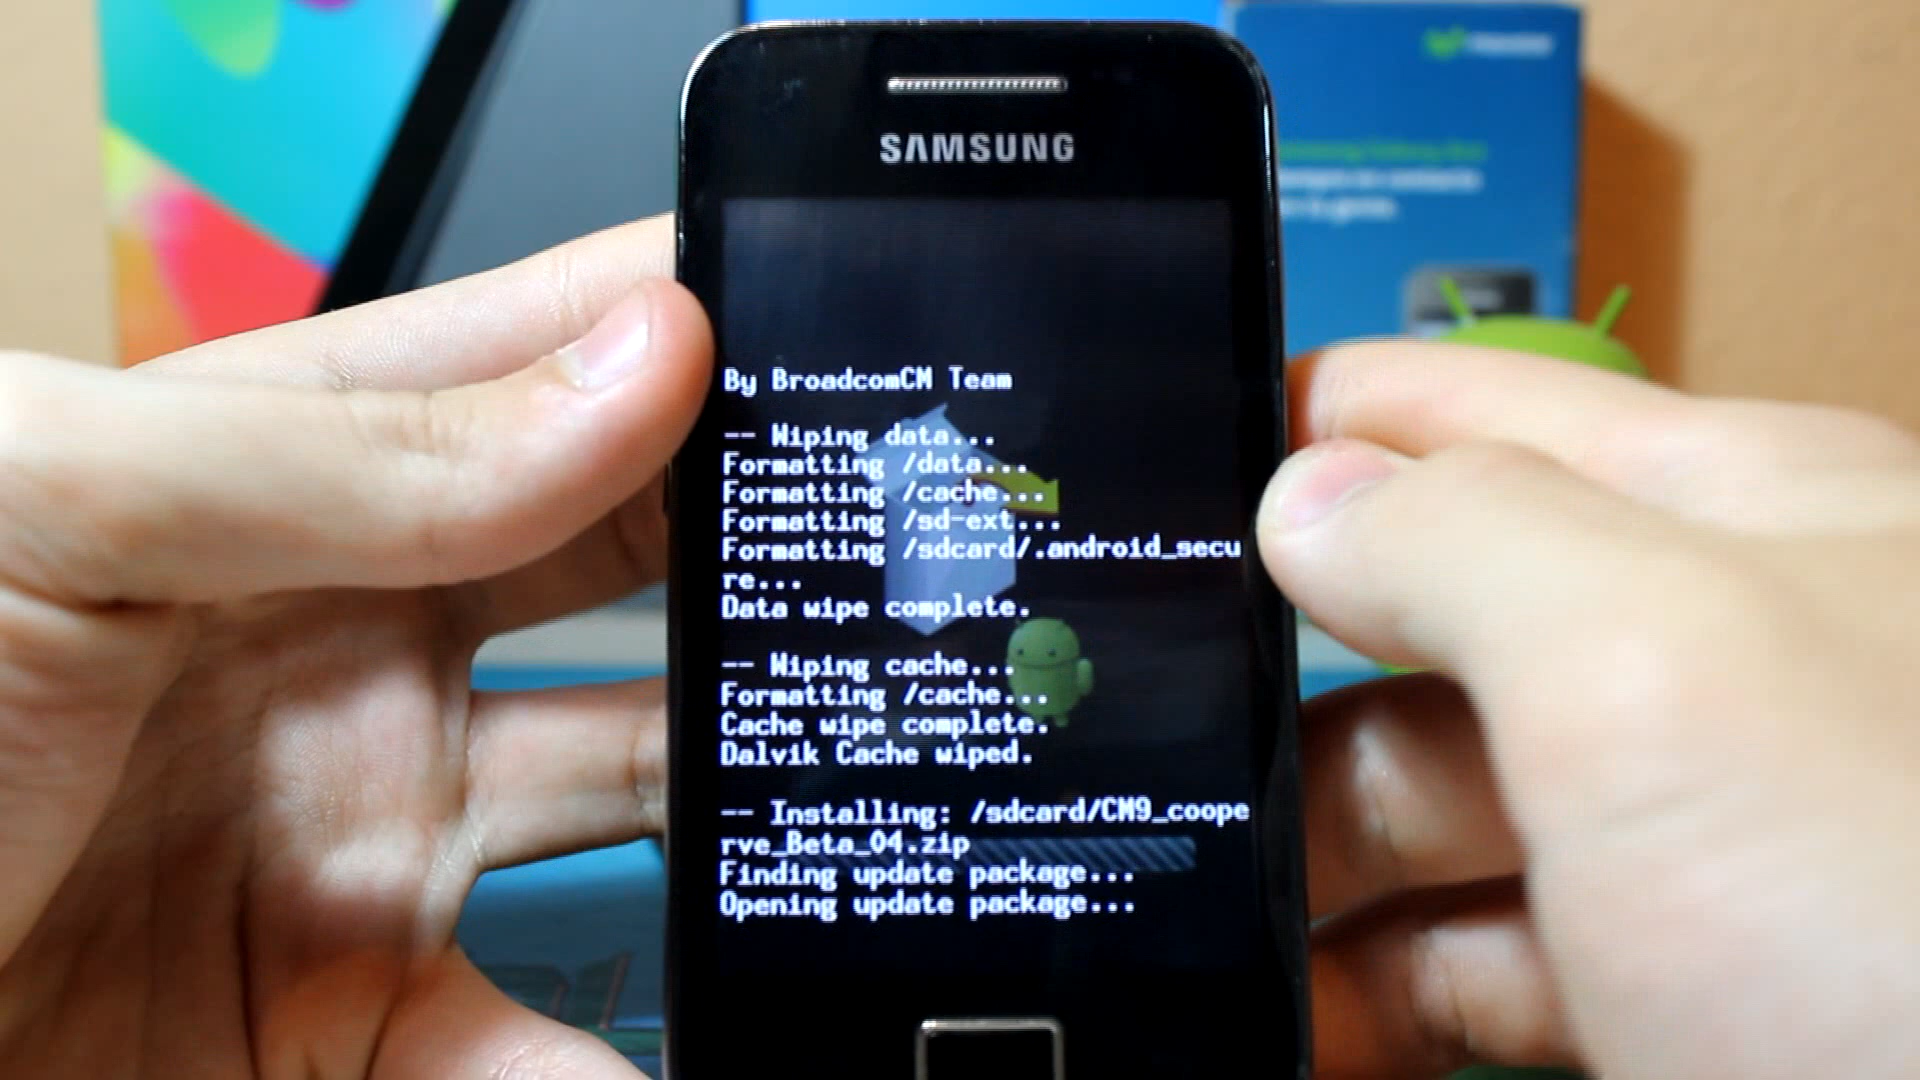 SAMSUNG
By BroadcomCM Team
-- Wiping data...
Formatting /data...
Formatting /cache...
Formatting /sd-ext...
Formatting /sdcard/.android_secu
re...
Data wipe complete.
-- Wiping cache...
Formatting /cache...
Cache wipe complete.
Dalvik Cache wiped.
-- Installing: /sdcard/CM9_coope
rve_Beta_04.zip
Finding update package...
Opening update package...